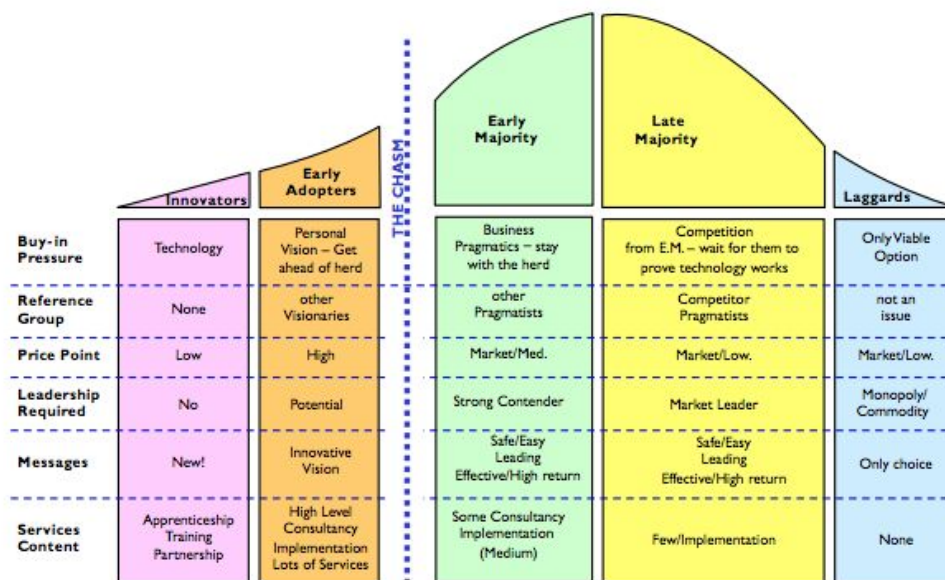 Early
Majority
Late
Majority
Early
Adopters
Innovators
Laggards
THE CHASM
Buy-in
Pressure
Technology
Personal
Vision – Get
ahead of herd
Business
Pragmatics – stay
with the herd
Competition
from E.M. – wait for them to
prove technology works
Only Viable
Option
Reference
Group
None
other
Visionaries
other
Pragmatists
Competitor
Pragmatists
not an
issue
Price Point
Low
High
Market/Med.
Market/Low.
Market/Low.
Leadership
Required
No
Potential
Strong Contender
Market Leader
Monopoly/
Commodity
Messages
New!
Innovative
Vision
Safe/Easy
Leading
Effective/High return
Safe/Easy
Leading
Effective/High return
Only choice
Services
Content
Apprenticeship
Training
Partnership
High Level
Consultancy
Implementation
Lots of Services
Some Consultancy
Implementation
(Medium)
Few/Implementation
None